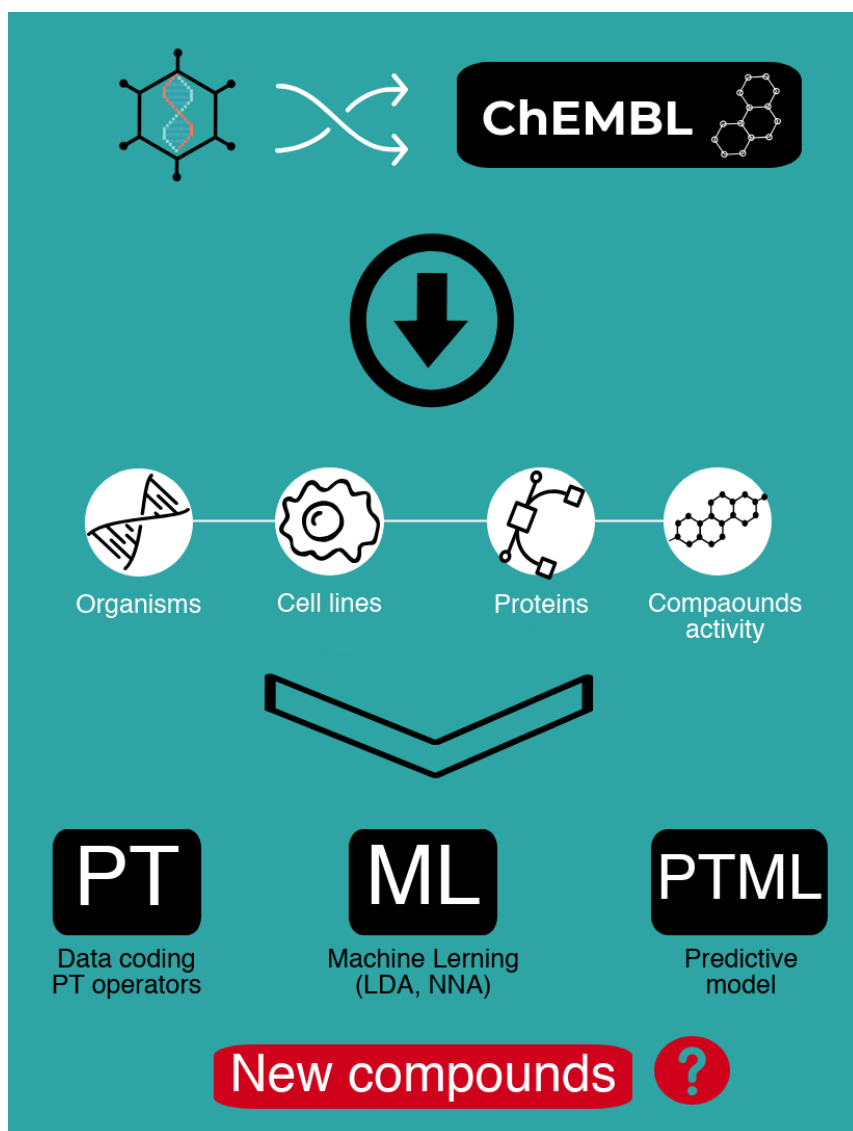 ChEMBL
Organisms
Cell lines
Proteins
Compaounds
activity
PT
ML
PTML
Data coding
PT operators
Machine Lerning
(LDA, NNA)
Predictive
model
New compounds
?